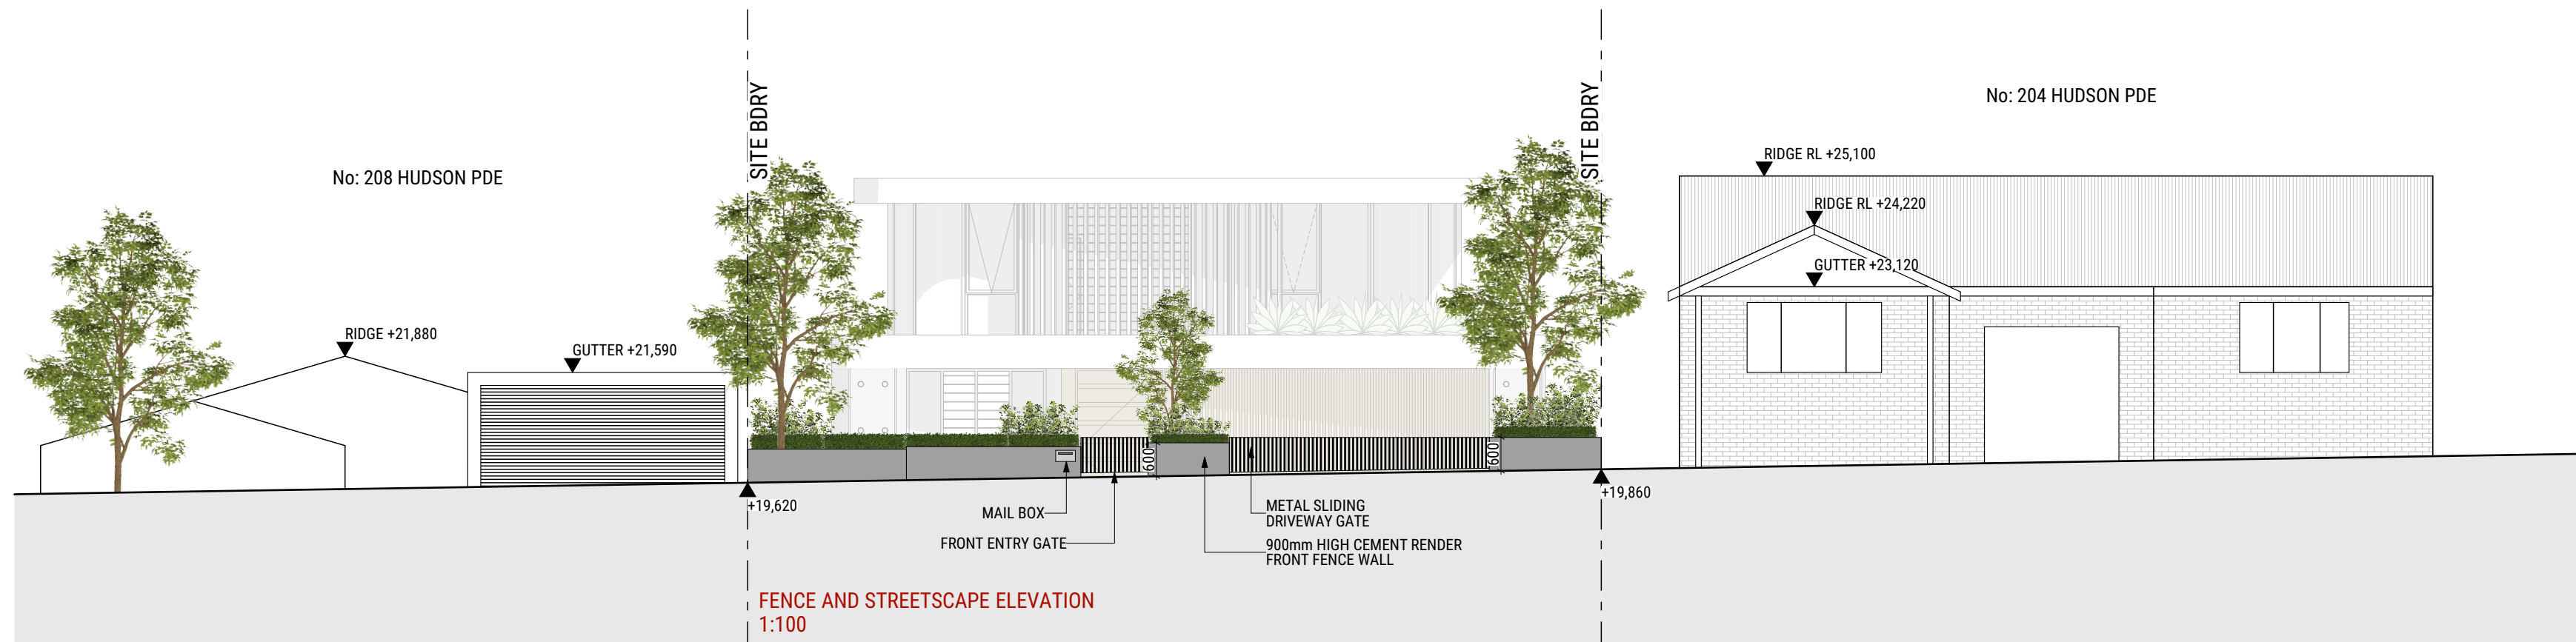 No: 208 HUDSON PDE
RIDGE +21,880
GUTTER +21,590
SITE BDRY
SITE BDRY
No: 204 HUDSON PDE
RIDGE RL +25,100
RIDGE RL +24,220
GUTTER +23,120
600
600
+19,620
+19,860
MAIL BOX
FRONT ENTRY GATE
METAL SLIDING
DRIVEWAY GATE
900mm HIGH CEMENT RENDER
FRONT FENCE WALL
FENCE AND STREETSCAPE ELEVATION
1:100